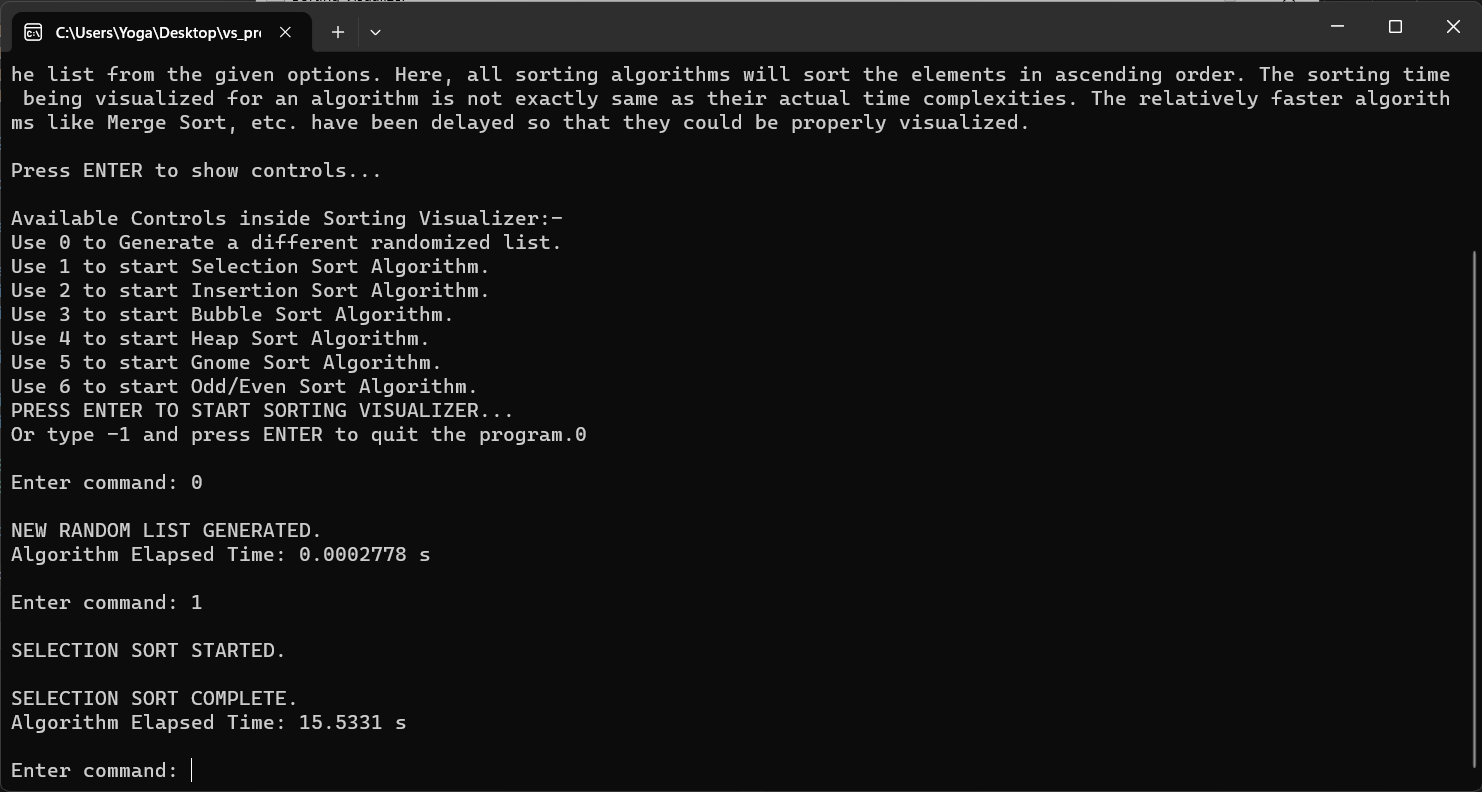 C:\Users\Yoga\Desktop\vs_pr
he list from the given options. Here, all sorting algorithms will sort the elements in ascending order. The sorting time
being visualized for an algorithm is not exactly same as their actual time complexities. The relatively faster algorith
ms like Merge Sort, etc. have been delayed so that they could be properly visualized.
Press ENTER to show controls...
Available Controls inside Sorting Visualizer:-
Use 0 to Generate a different randomized list.
Use 1 to start Selection Sort Algorithm.
Use 2 to start Insertion Sort Algorithm.
Use 3 to start Bubble Sort Algorithm.
Use 4 to start Heap Sort Algorithm.
Use 5 to start Gnome Sort Algorithm.
Use 6 to start Odd/Even Sort Algorithm.
PRESS ENTER TO START SORTING VISUALIZER...
Or type -1 and press ENTER to quit the program.0
Enter command: 0
NEW RANDOM LIST GENERATED.
Algorithm Elapsed Time: 0.0002778 s
Enter command: 1
SELECTION SORT STARTED.
SELECTION SORT COMPLETE.
Algorithm Elapsed Time: 15.5331 s
Enter command: